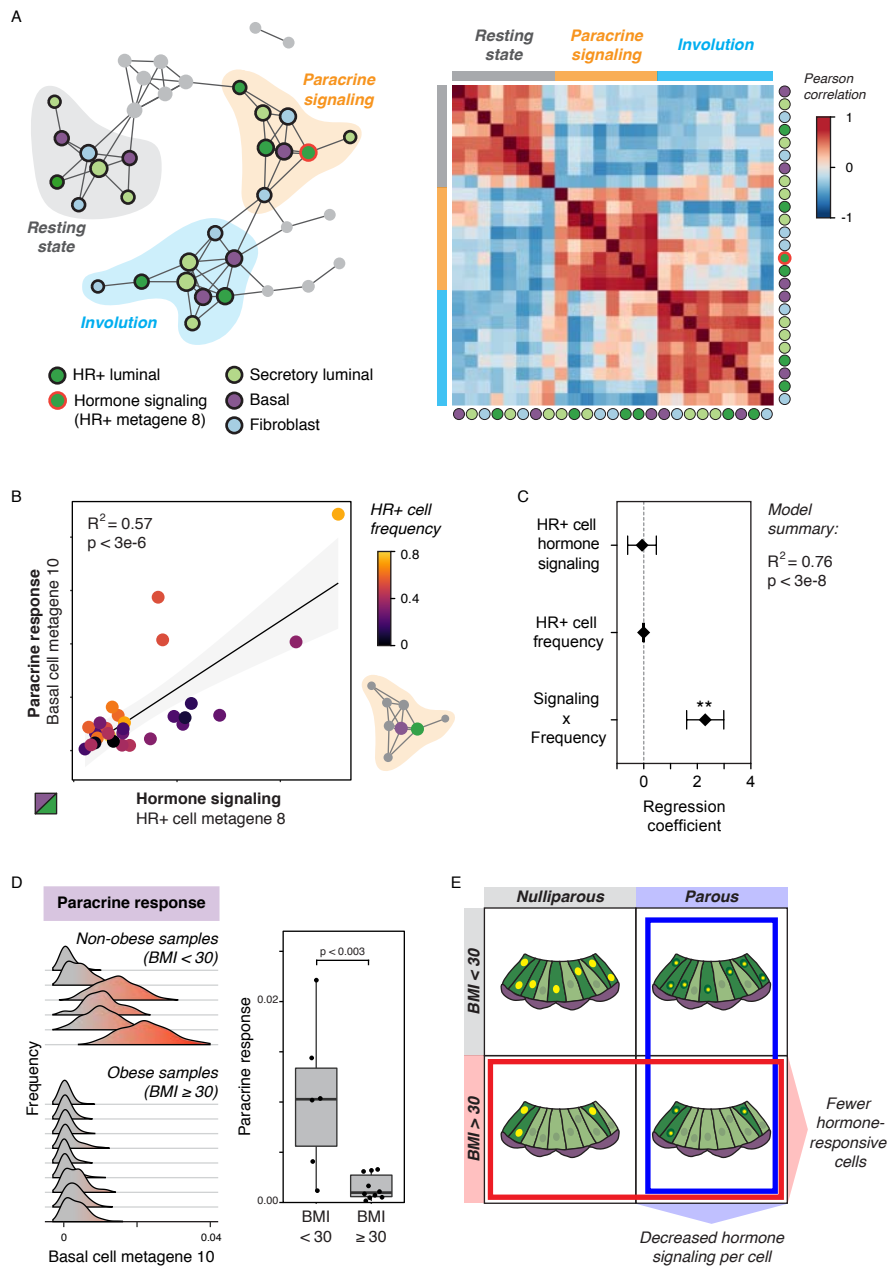 A
Resting
state
Paracrine
signaling
Involution
Pearson
correlation
1
0
-1
Paracrine
signaling
Resting
state
Involution
HR+ luminal
Hormone signaling
(HR+ metagene 8)
Secretory luminal
Basal
Fibroblast
B
R2 = 0.57
p < 3e-6
HR+ cell
frequency
0.8
0.4
0
Paracrine response
Basal cell metagene 10
Hormone signaling
HR+ cell metagene 8
C
HR+ cell
hormone
signaling
HR+ cell
frequency
Signaling
x
Frequency
**
0
2
4
Regression
coefficient
Model
summary:
R2 = 0.76
p < 3e-8
D
Paracrine response
Non-obese samples
(BMI < 30)
Obese samples
(BMI ≥ 30)
Frequency
0
0.04
Basal cell metagene 10
p < 0.003
Paracrine response
0.02
0.00
BMI
< 30
BMI
≥ 30
E
Nulliparous
Parous
BMI < 30
BMI > 30
Fewer
hormone-
responsive
cells
Decreased hormone
signaling per cell